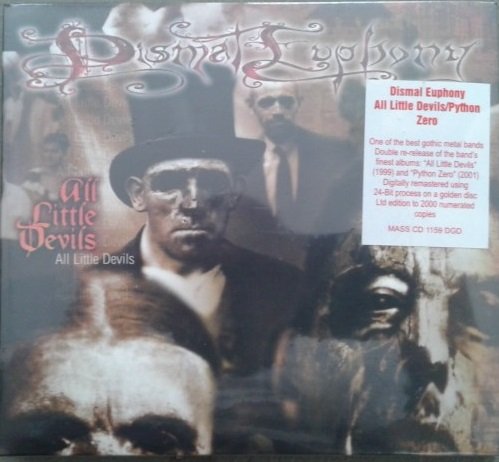 Dismal Euphony
Dismal Euphony
All Little Devils/Python
Zero
One of the best gothic metal bands
Double re-release of the band's
finest albums: "All Little Devils"
(1999) and "Python Zero" (2001)
Digitally remastered using
24-Bit process on a golden disc
Ltd edition to 2000 numerated
copies
MASS CD 1159 DGD
All
Little
Devils
All Little Devils